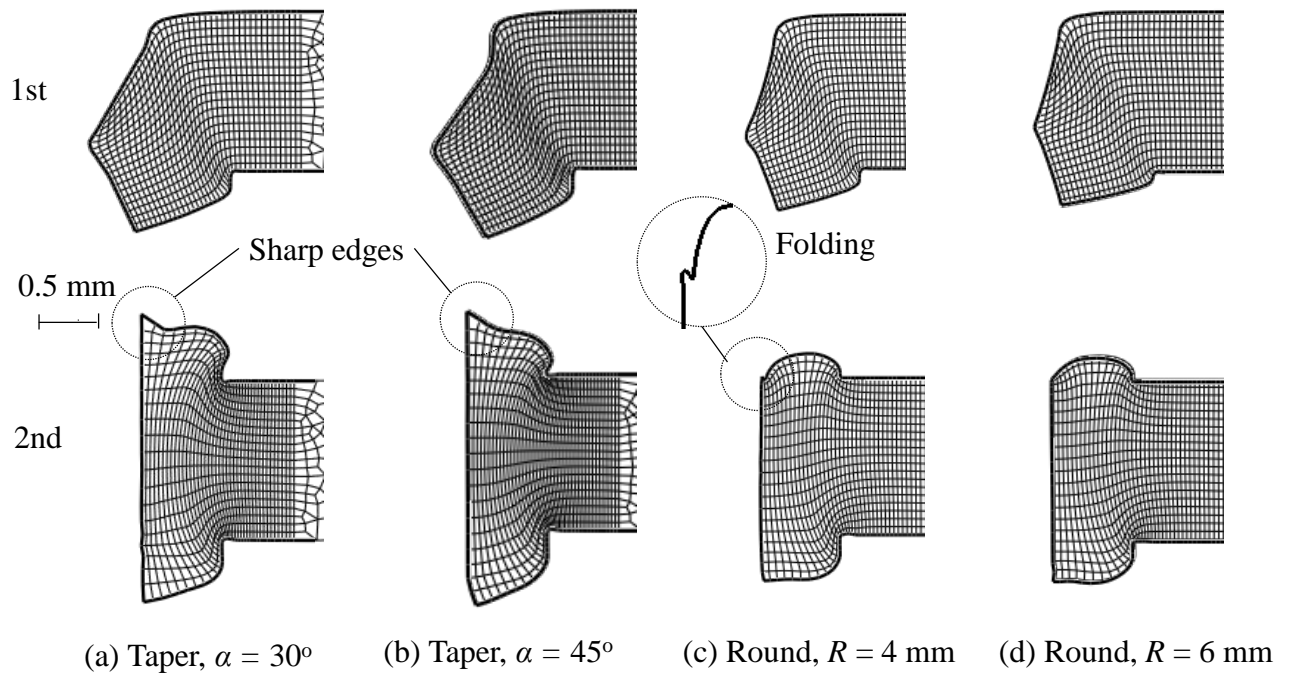 1st
Sharp edges
Folding
0.5 mm
2nd
(a) Taper, α = 30°
(b) Taper, α = 45°
(c) Round, R = 4 mm
(d) Round, R = 6 mm